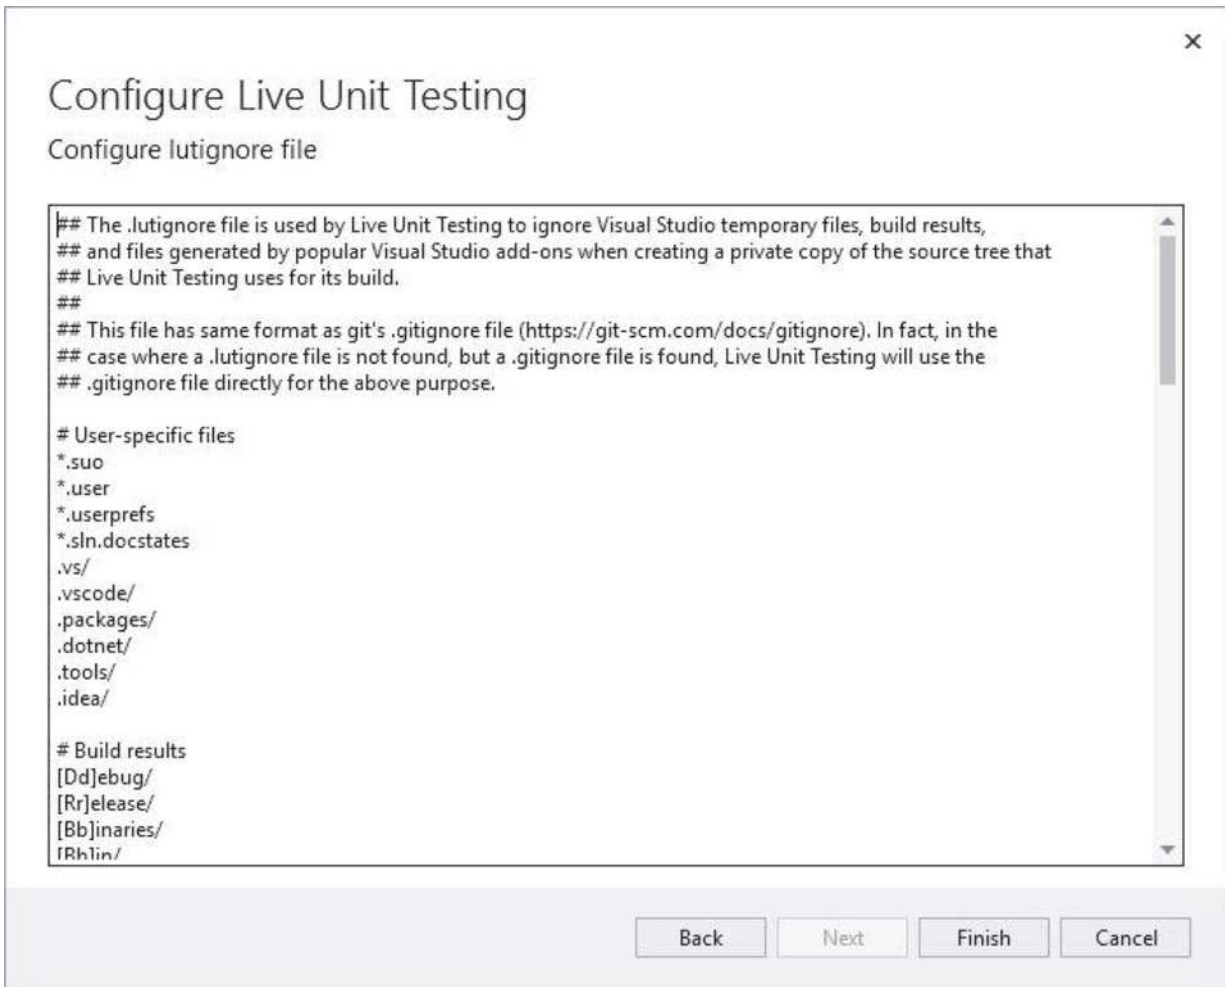 Configure Live Unit Testing
Configure lutignore file
## The .lutignore file is used by Live Unit Testing to ignore Visual Studio temporary files, build results,
## and files generated by popular Visual Studio add-ons when creating a private copy of the source tree that
## Live Unit Testing uses for its build.
##
## This file has same format as git's .gitignore file (https://git-scm.com/docs/gitignore). In fact, in the
## case where a .lutignore file is not found, but a .gitignore file is found, Live Unit Testing will use the
## .gitignore file directly for the above purpose.
# User-specific files
*.suo
*.user
*.userprefs
*.sln.docstates
.vs/
.vscode/
.packages/
.dotnet/
.tools/
.idea/
# Build results
[Dd]ebug/
[Rr]elease/
[Bb]inaries/
[Bb]in/
Back Next Finish Cancel